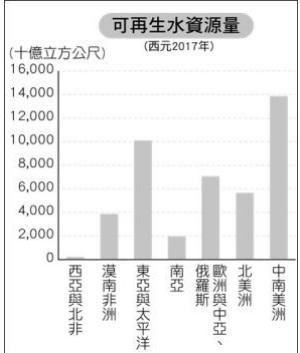 可再生水資源量
(西元2017年)
(十億立方公尺)
16,000
14,000
12,000
10,000
8,000
6,000
4,000
2,000
0
西亞與北非
漠南非洲
東亞與太平洋
南亞
歐洲與中亞、
俄羅斯
北美洲
中南美洲